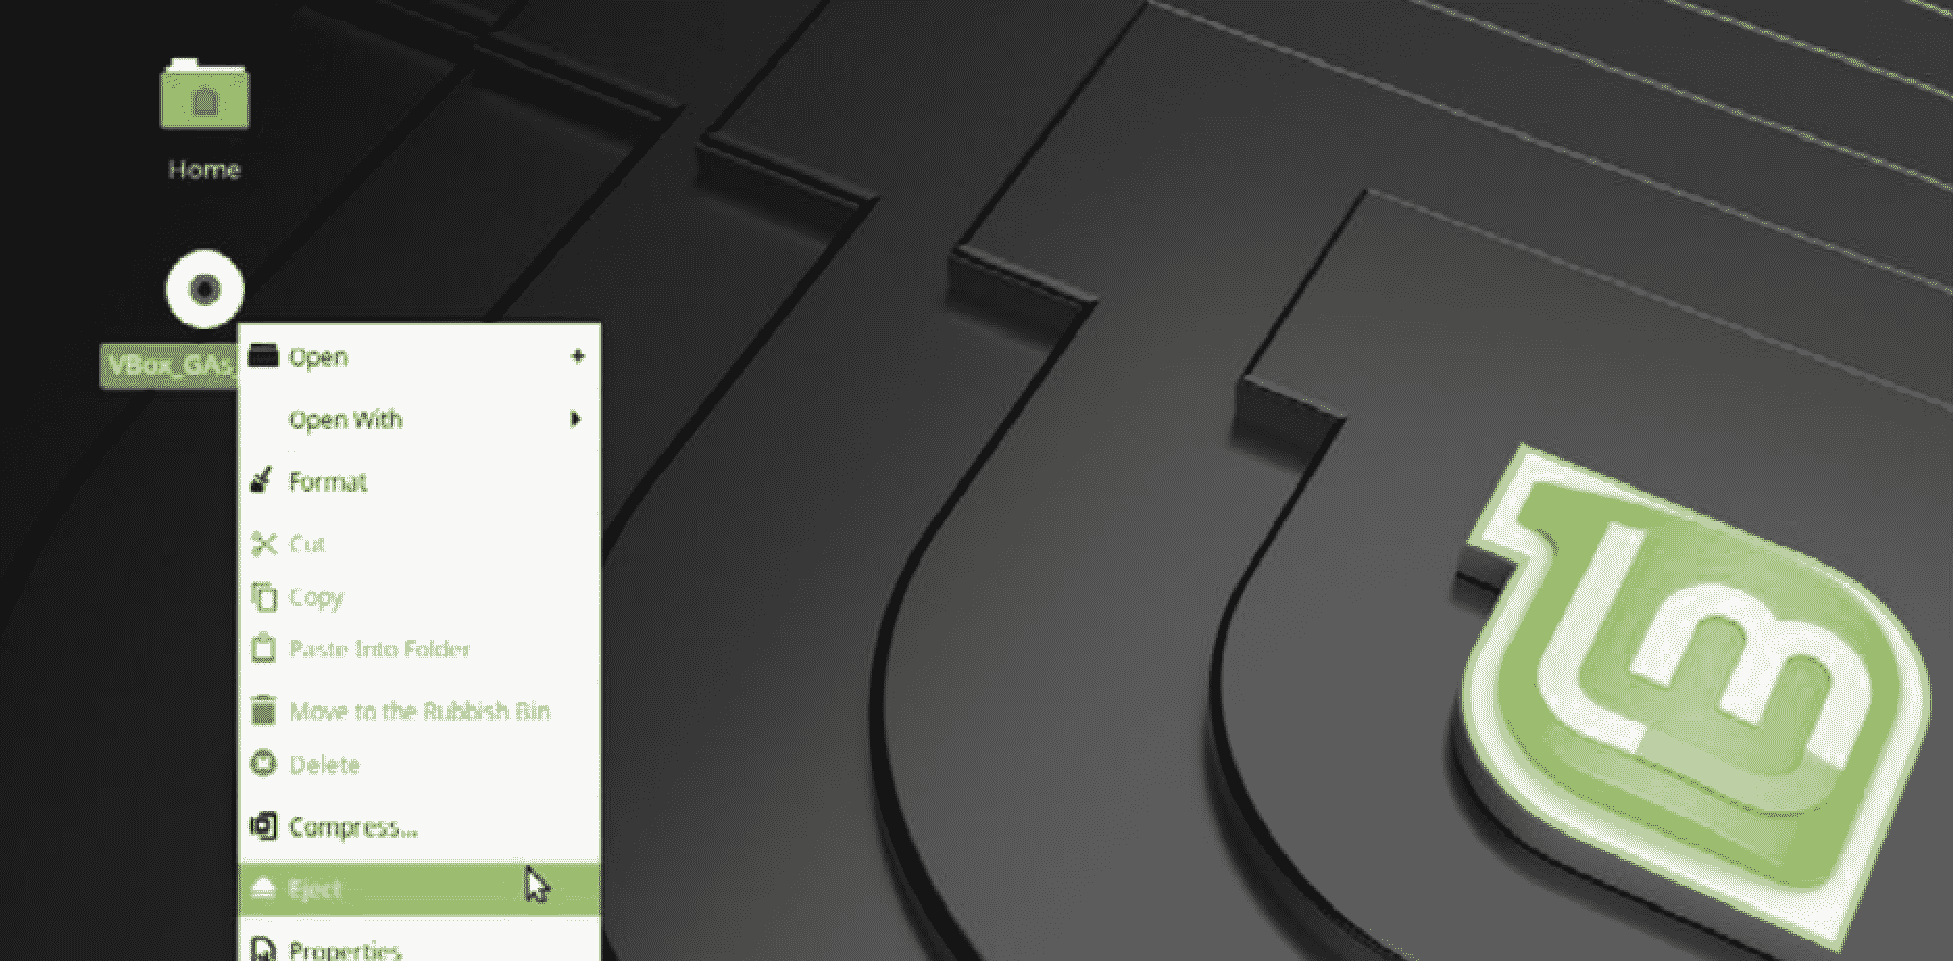 Home
VBox_GAs
Open
Open With
Format
Cut
Copy
Paste Into Folder
Move to the Rubbish Bin
Delete
Compress...
Eject
Properties